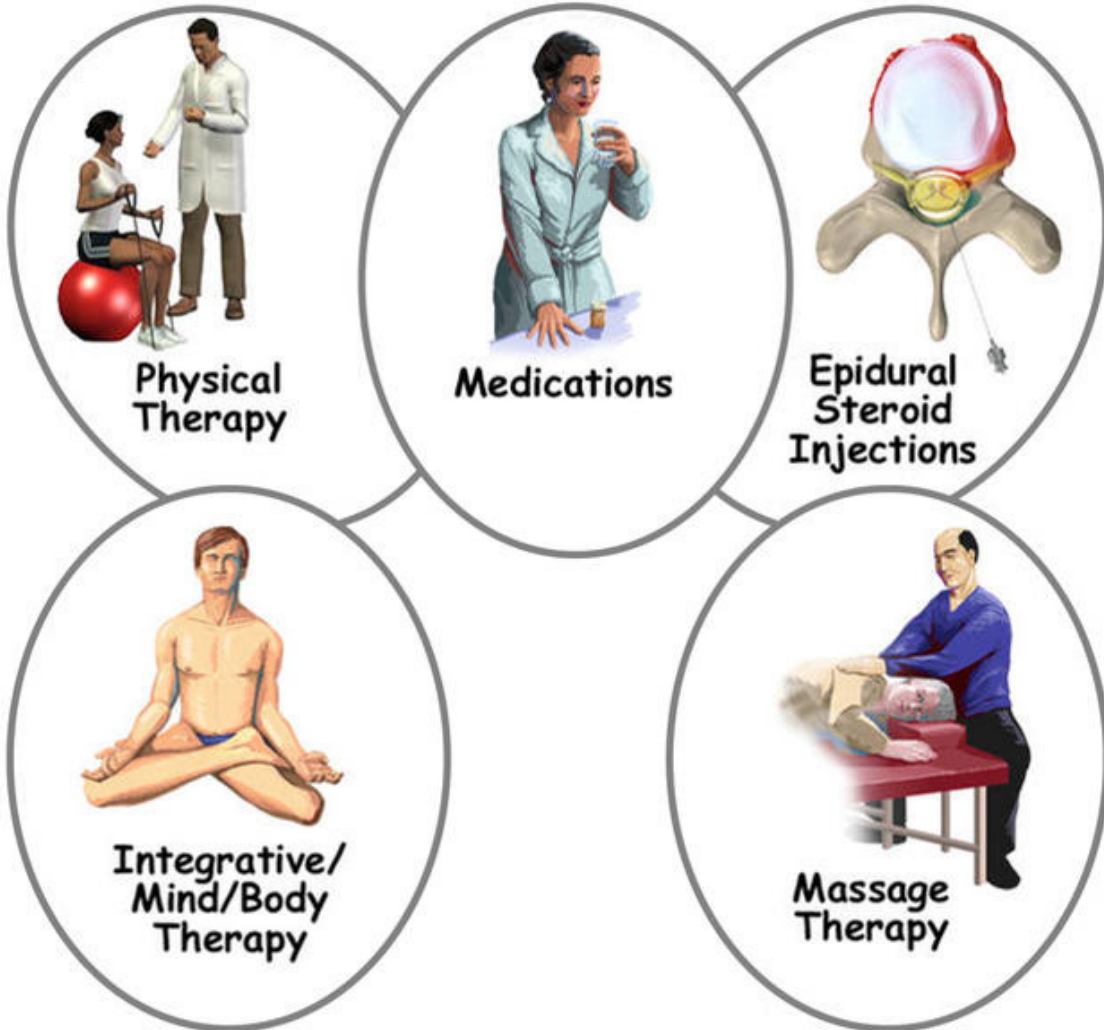 Physical
Therapy
Medications
Epidural
Steroid
Injections
Integrative/
Mind/Body
Therapy
Massage
Therapy